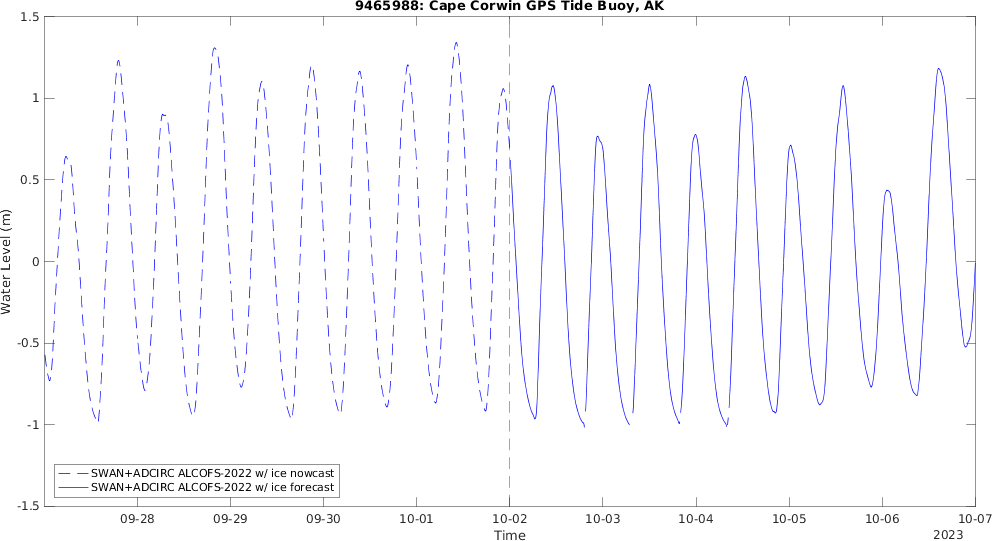 9465988: Cape Corwin GPS Tide Buoy, AK
1.5
1
0.5
0
-0.5
-1
-1.5
Water Level (m)
SWAN+ADCIRC ALCOFS-2022 w/ ice nowcast
SWAN+ADCIRC ALCOFS-2022 w/ ice forecast
09-28 09-29 09-30 10-01 10-02 10-03 10-04 10-05 10-06 10-07
Time
2023